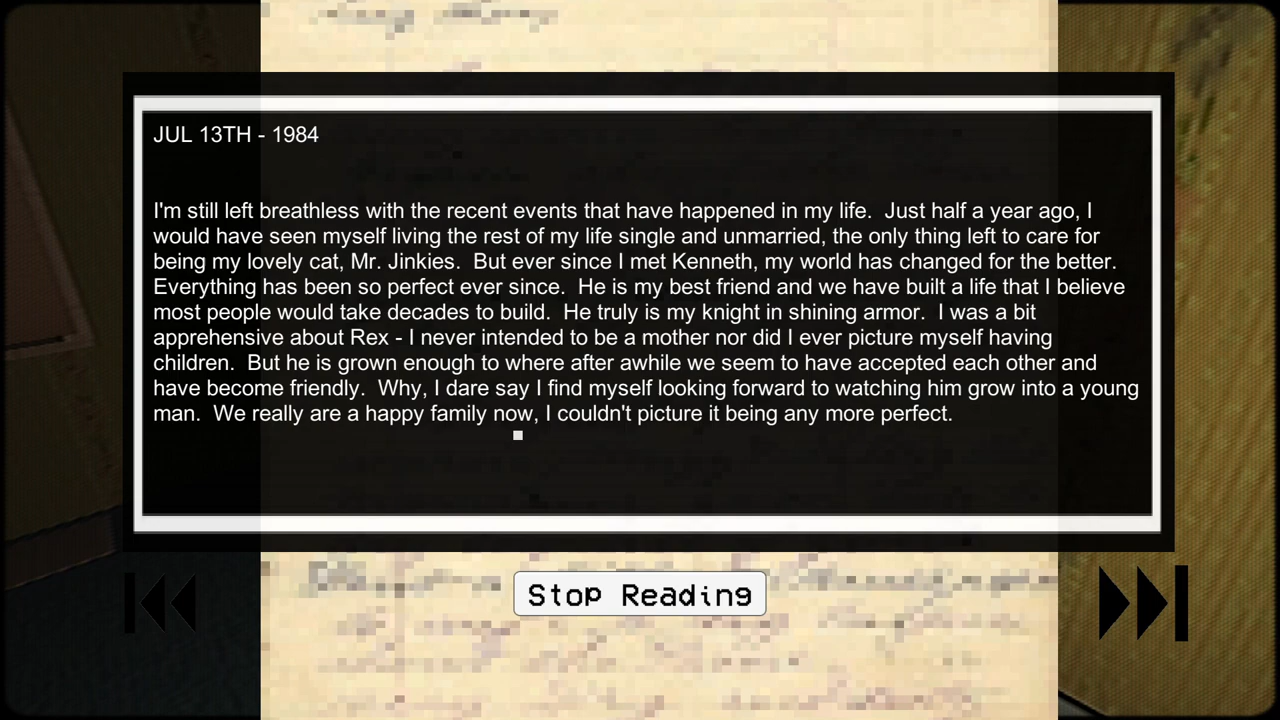 JUL 13TH - 1984
I'm still left breathless with the recent events that have happened in my life.  Just half a year ago, I
would have seen myself living the rest of my life single and unmarried, the only thing left to care for
being my lovely cat, Mr. Jinkies.  But ever since I met Kenneth, my world has changed for the better.
Everything has been so perfect ever since.  He is my best friend and we have built a life that I believe
most people would take decades to build.  He truly is my knight in shining armor.  I was a bit
apprehensive about Rex - I never intended to be a mother nor did I ever picture myself having
children.  But he is grown enough to where after awhile we seem to have accepted each other and
have become friendly.  Why, I dare say I find myself looking forward to watching him grow into a young
man.  We really are a happy family now, I couldn't picture it being any more perfect.
Stop Reading